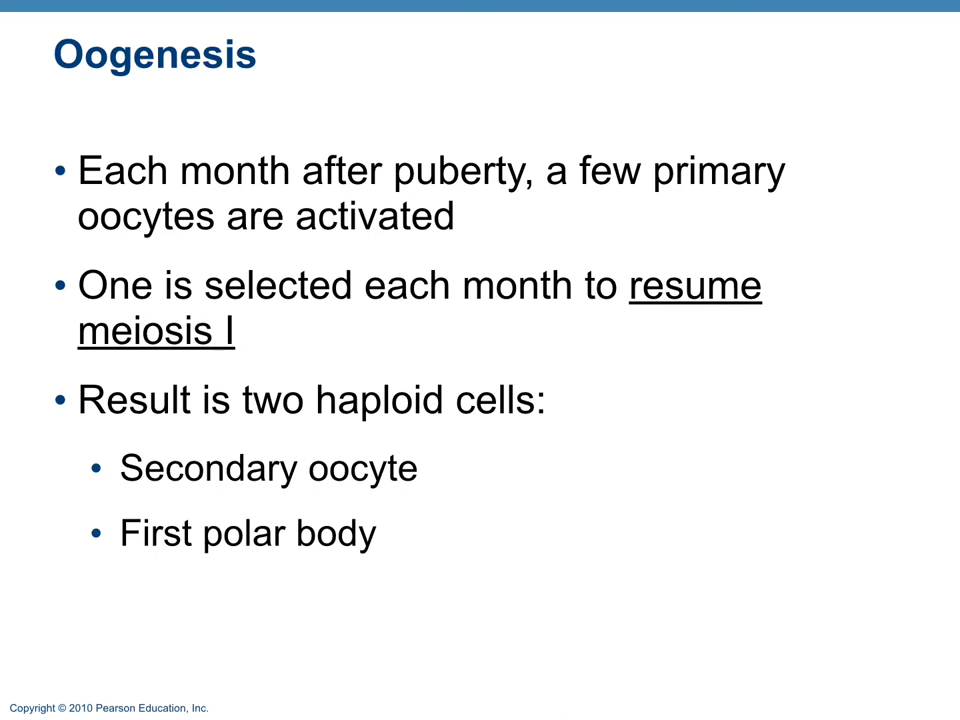 Oogenesis
• Each month after puberty, a few primary
oocytes are activated
• One is selected each month to resume
meiosis I
• Result is two haploid cells:
• Secondary oocyte
• First polar body
Copyright © 2010 Pearson Education, Inc.